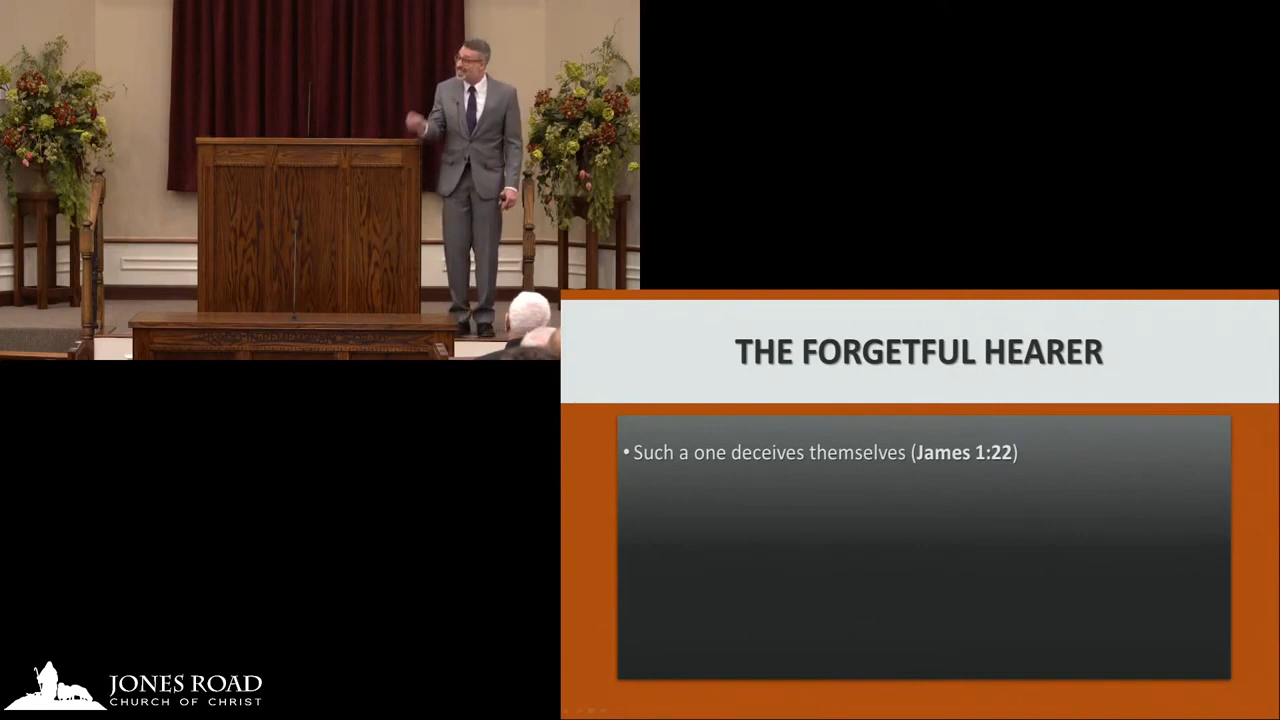 THE FORGETFUL HEARER
• Such a one deceives themselves (James 1:22)
JONES ROAD
CHURCH OF CHRIST